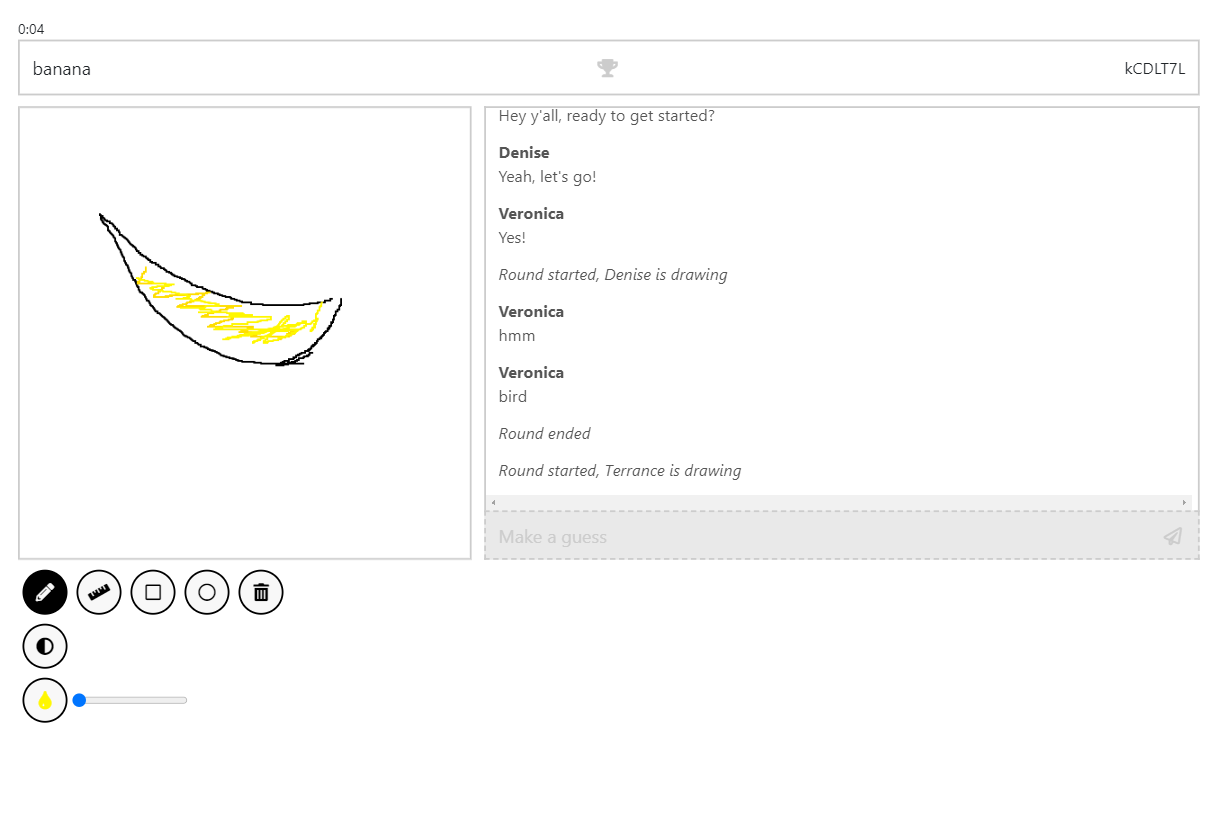 0:04
banana
kCDLT7L
Hey y'all, ready to get started?
Denise
Yeah, let's go!
Veronica
Yes!
Round started, Denise is drawing
Veronica
hmm
Veronica
bird
Round ended
Round started, Terrance is drawing
Make a guess